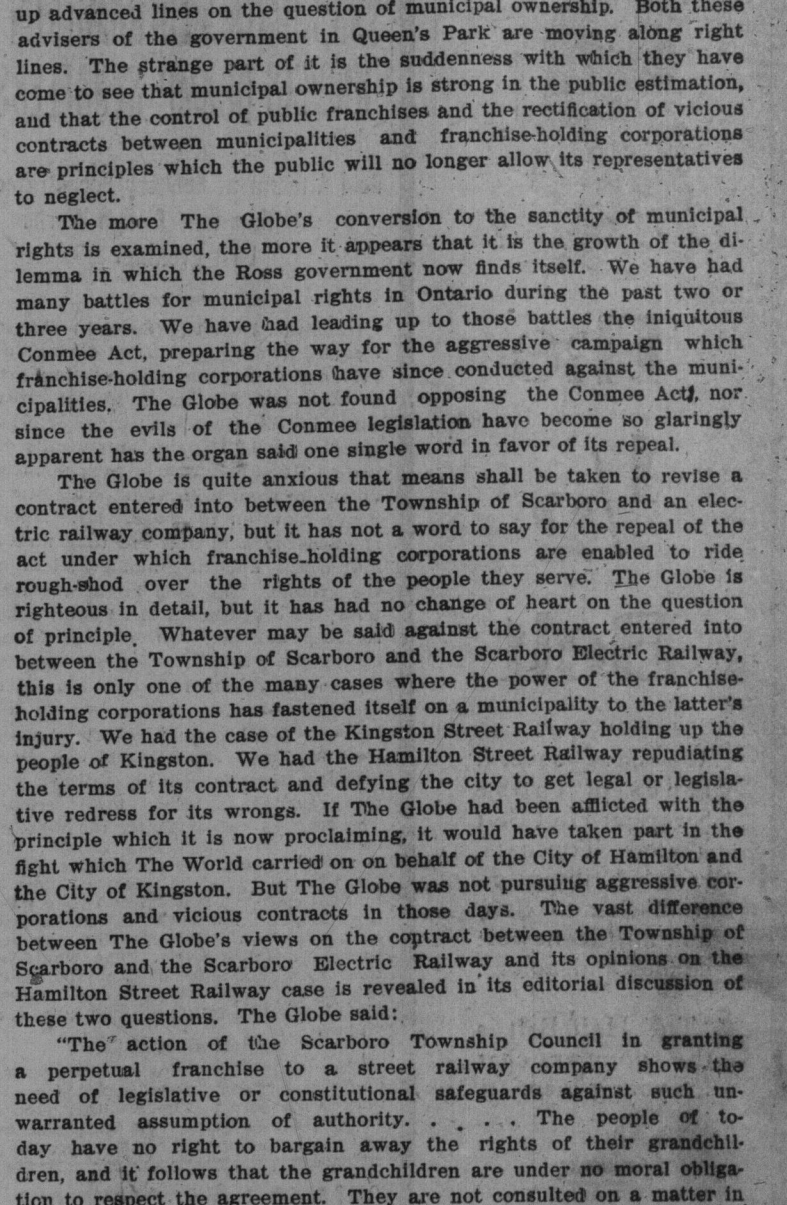 up advanced lines on the question of municipal ownership. Both these
advisers of the government in Queen's Park are moving along right
lines. The strange part of it is the suddenness with which they have
come to see that municipal ownership is strong in the public estimation,
and that the control of public franchises and the rectification of vicious
contracts between municipalities and franchise-holding corporations
are principles which the public will no longer allow its representatives
to neglect.
The more The Globe's conversion to the sanctity of municipal
rights is examined, the more it appears that it is the growth of the di-
lemma in which the Ross government now finds itself. We have had
many battles for municipal rights in Ontario during the past two or
three years. We have had leading up to those battles the iniquitous
Conmee Act, preparing the way for the aggressive campaign which
franchise-holding corporations have since conducted against the muni-
cipalities. The Globe was not found opposing the Conmee Act, nor
since the evils of the Conmee legislation have become so glaringly
apparent has the organ said one single word in favor of its repeal.
The Globe is quite anxious that means shall be taken to revise a
contract entered into between the Township of Scarboro and an elec-
tric railway company, but it has not a word to say for the repeal of the
act under which franchise-holding corporations are enabled to ride
rough-shod over the rights of the people they serve. The Globe is
righteous in detail, but it has had no change of heart on the question
of principle. Whatever may be said against the contract entered into
between the Township of Scarboro and the Scarboro Electric Railway,
this is only one of the many cases where the power of the franchise-
holding corporations has fastened itself on a municipality to the latter's
injury. We had the case of the Kingston Street Railway holding up the
people of Kingston. We had the Hamilton Street Railway repudiating
the terms of its contract and defying the city to get legal or legisla-
tive redress for its wrongs. If The Globe had been afflicted with the
principle which it is now proclaiming, it would have taken part in the
fight which The World carried on on behalf of the City of Hamilton and
the City of Kingston. But The Globe was not pursuing aggressive cor-
porations and vicious contracts in those days. The vast difference
between The Globe's views on the contract between the Township of
Scarboro and the Scarboro Electric Railway and its opinions on the
Hamilton Street Railway case is revealed in its editorial discussion of
these two questions. The Globe said:
"The action of the Scarboro Township Council in granting
a perpetual franchise to a street railway company shows the
need of legislative or constitutional safeguards against such un-
warranted assumption of authority. . . . . The people of to-
day have no right to bargain away the rights of their grandchil-
dren, and it follows that the grandchildren are under no moral obliga-
tion to respect the agreement. They are not consulted on a matter in